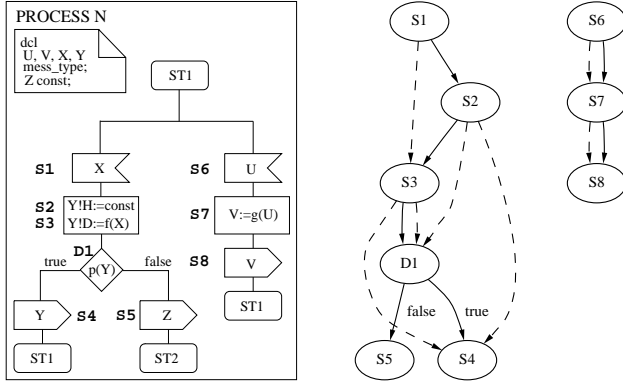 PROCESS N
dcl
U, V, X, Y
mess_type;
Z const;
ST1
S1
X
S6
U
S2
Y!H:=const
S3
Y!D:=f(X)
S7
V:=g(U)
D1
p(Y)
true
false
S8
V
Y
S4
S5
Z
ST1
ST1
ST2
S1
S2
S3
D1
false
true
S5
S4
S6
S7
S8